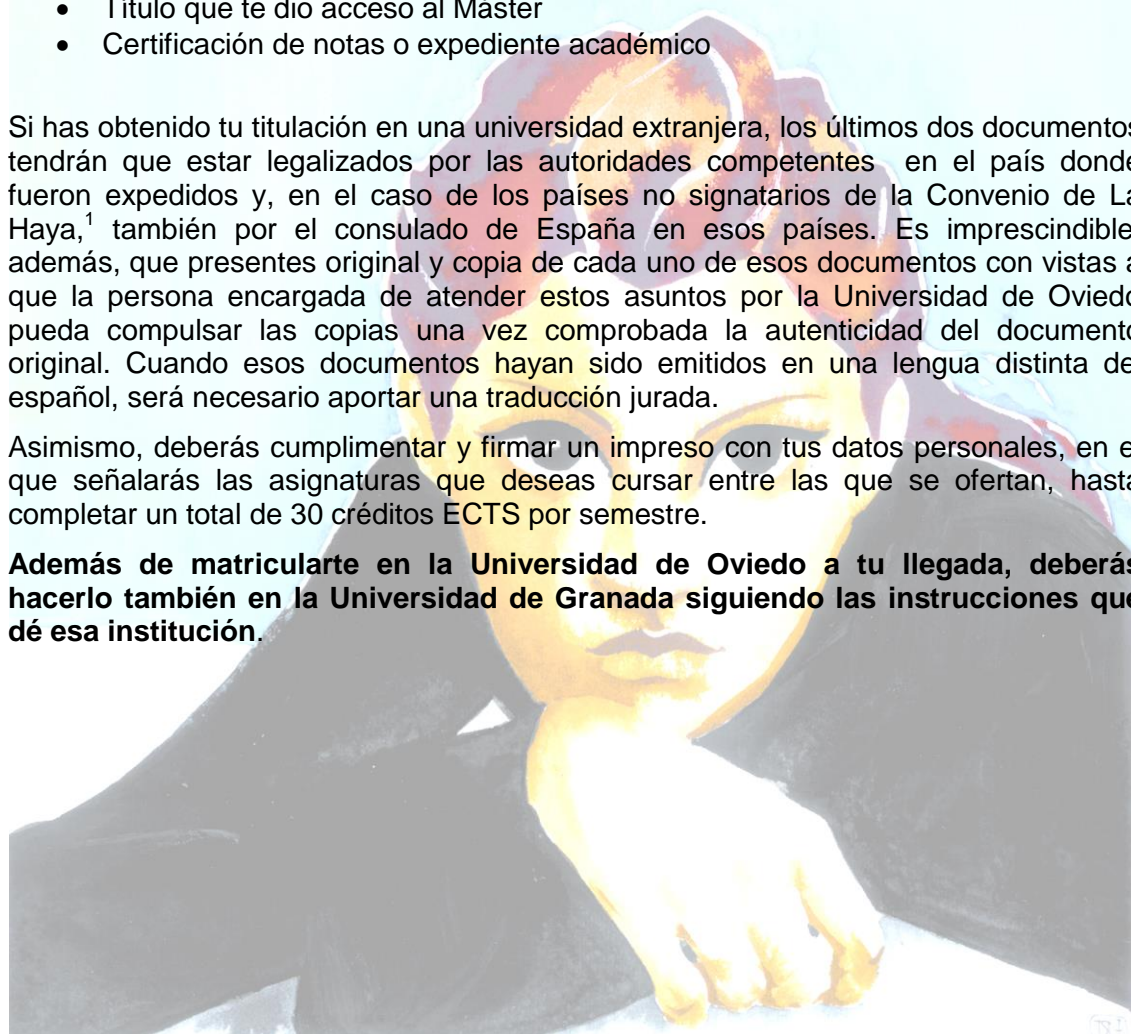 • Título que te dio acceso al Máster
• Certificación de notas o expediente académico
Si has obtenido tu titulación en una universidad extranjera, los últimos dos documentos
tendrán que estar legalizados por las autoridades competentes en el país donde
fueron expedidos y, en el caso de los países no signatarios de la Convenio de La
Haya,¹ también por el consulado de España en esos países. Es imprescindible
además, que presentes original y copia de cada uno de esos documentos con vistas a
que la persona encargada de atender estos asuntos por la Universidad de Oviedo
pueda compulsar las copias una vez comprobada la autenticidad del documento
original. Cuando esos documentos hayan sido emitidos en una lengua distinta de
español, será necesario aportar una traducción jurada.
Asimismo, deberás cumplimentar y firmar un impreso con tus datos personales, en e
que señalarás las asignaturas que deseas cursar entre las que se ofertan, hasta
completar un total de 30 créditos ECTS por semestre.
Además de matricularte en la Universidad de Oviedo a tu llegada, deberás
hacerlo también en la Universidad de Granada siguiendo las instrucciones que
dé esa institución.